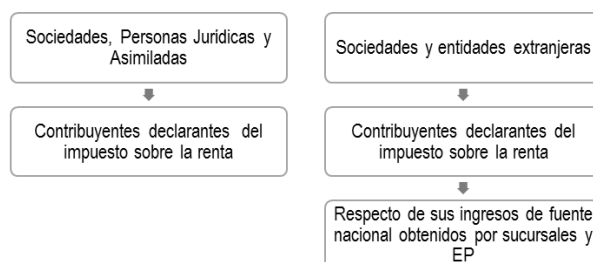 Sociedades, Personas Juridicas y
Asimiladas
Contribuyentes declarantes del
impuesto sobre la renta
Sociedades y entidades extranjeras
Contribuyentes declarantes del
impuesto sobre la renta
Respecto de sus ingresos de fuente
nacional obtenidos por sucursales y
EP